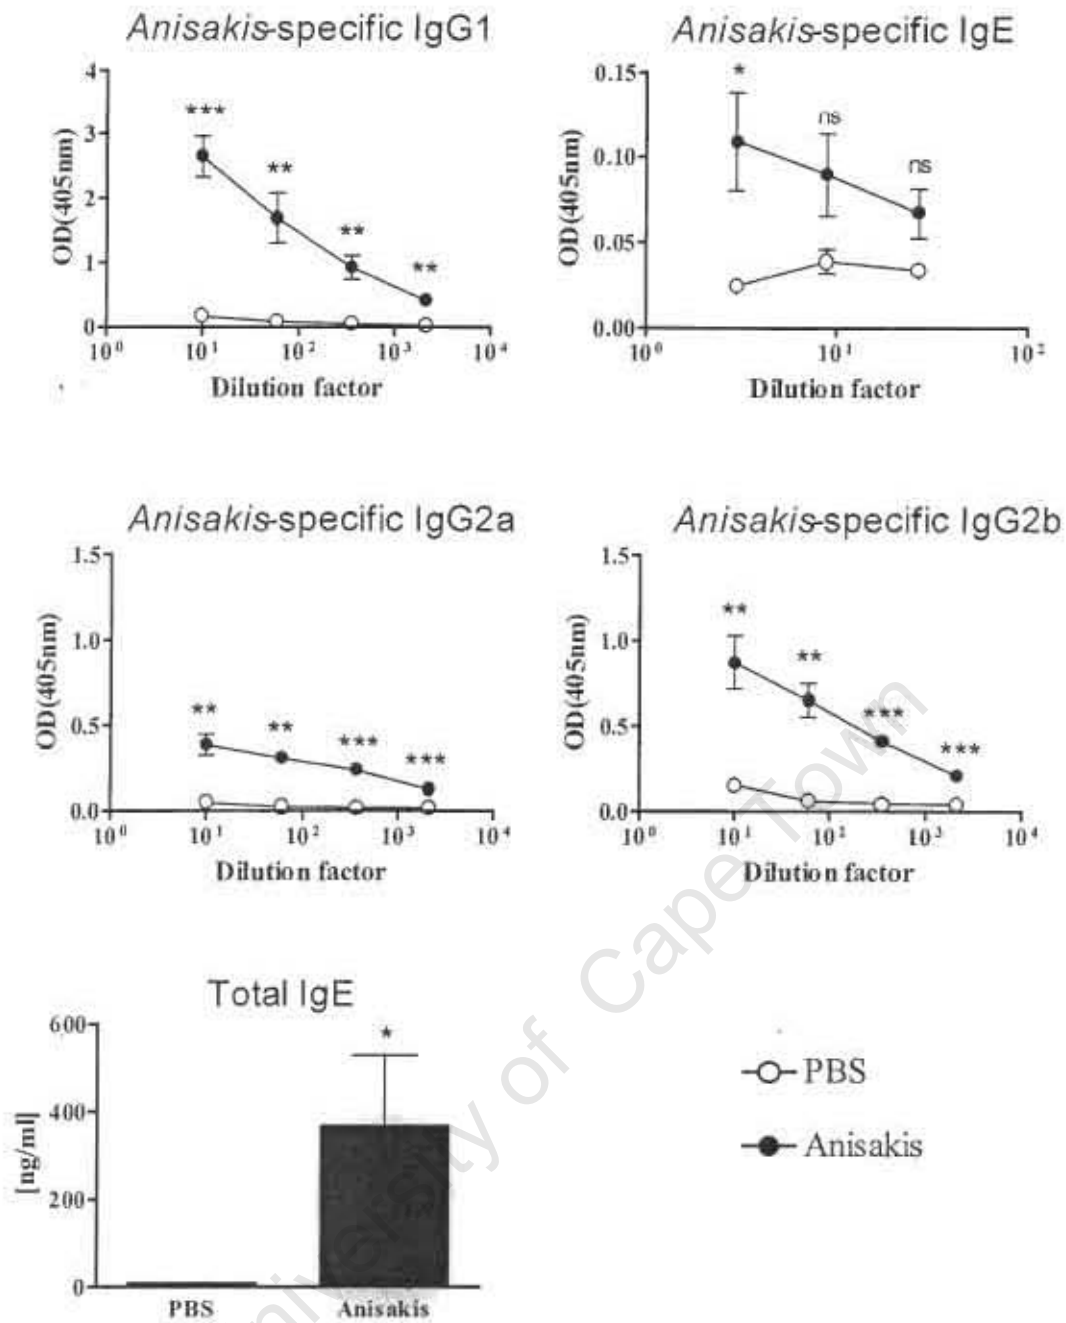 Anisakis-specific IgG1
4
3
2
1
0
OD(405nm)
***
**
**
**
10⁰ 10¹ 10² 10³ 10⁴
Dilution factor
Anisakis-specific IgE
0.15
0.10
0.05
0.00
OD(405nm)
*
ns
ns
10⁰ 10¹ 10²
Dilution factor
Anisakis-specific IgG2a
1.5
1.0
0.5
0.0
OD(405nm)
**
**
***
***
10⁰ 10¹ 10² 10³ 10⁴
Dilution factor
Anisakis-specific IgG2b
1.5
1.0
0.5
0.0
OD(405nm)
**
**
***
***
10⁰ 10¹ 10² 10³ 10⁴
Dilution factor
Total IgE
600
400
200
0
[ng/ml]
*
PBS Anisakis
PBS
Anisakis
University of Cape Town